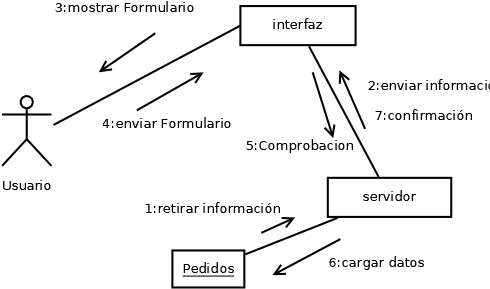 3:mostrar Formulario
interfaz
2:enviar informació
7:confirmación
4:enviar Formulario
5:Comprobacion
Usuario
servidor
1:retirar información
Pedidos
6:cargar datos